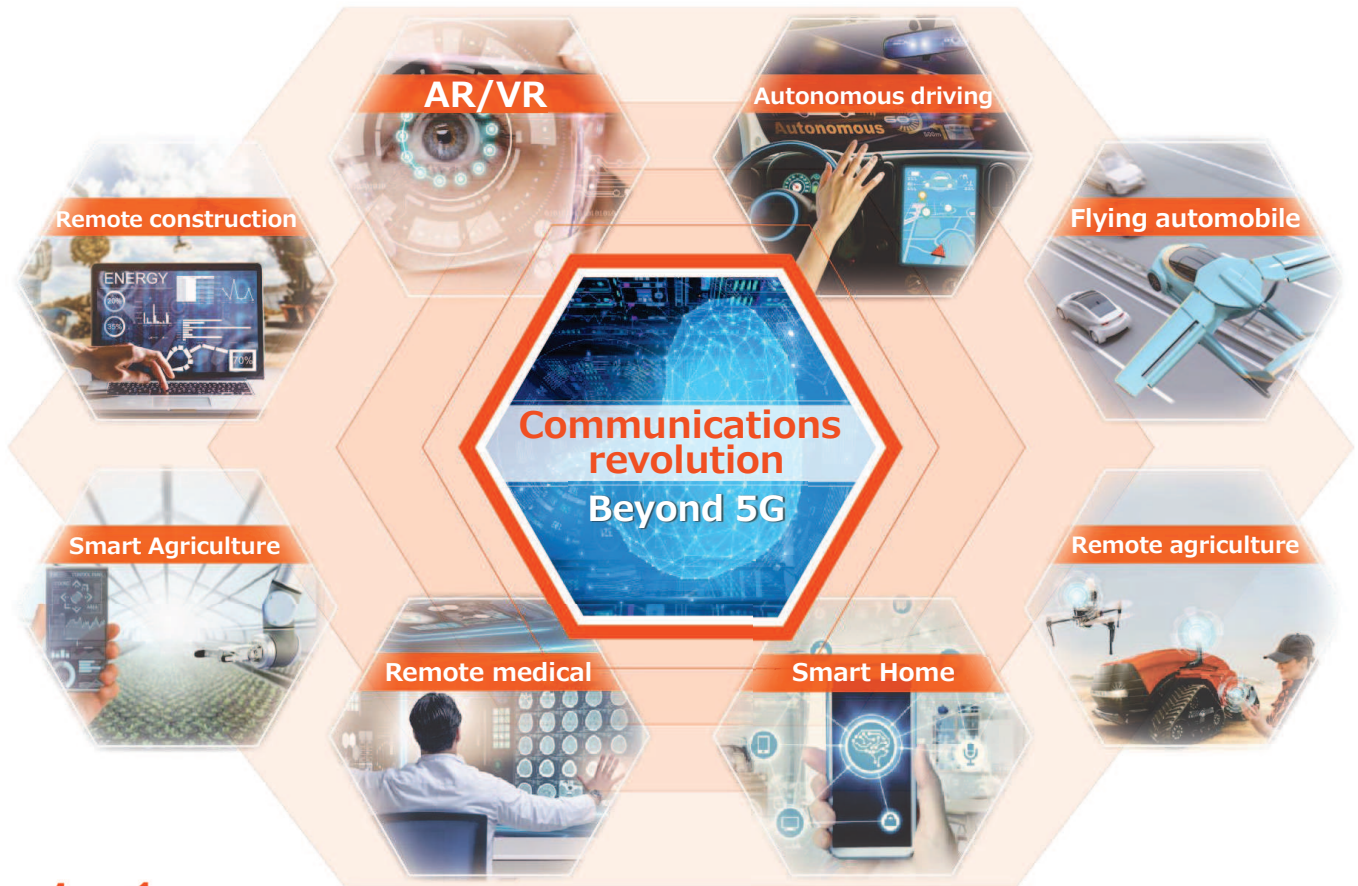 AR/VR
Autonomous driving
Autonomous
Remote construction
ENERGY
35%
70%
Flying automobile
Communications
revolution
Beyond 5G
Smart Agriculture
Remote agriculture
Remote medical
Smart Home